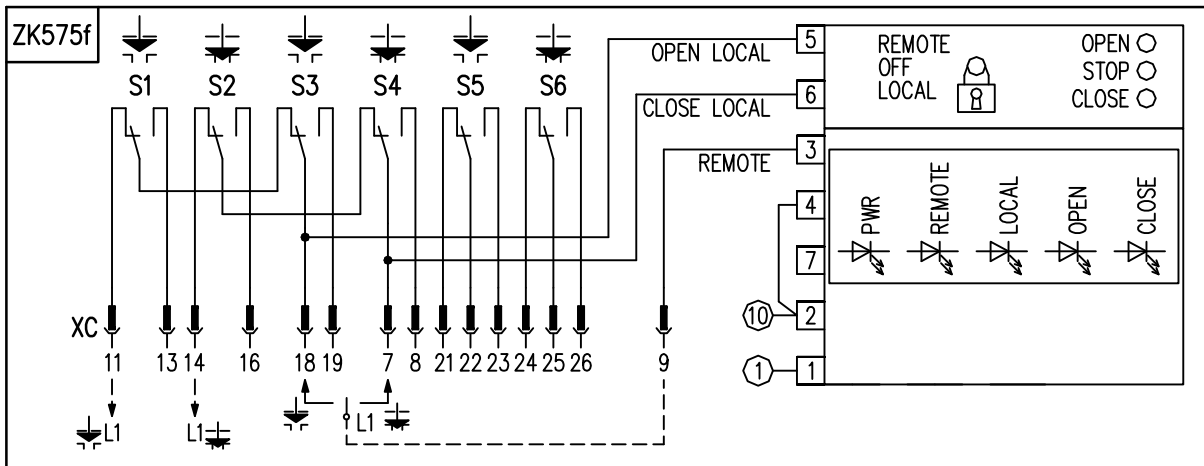 ZK575f
S1 S2 S3 S4 S5 S6
OPEN LOCAL 5
CLOSE LOCAL 6
REMOTE 3
4
7
10 2
1 1
REMOTE
OFF
LOCAL
OPEN
STOP
CLOSE
PWR
REMOTE
LOCAL
OPEN
CLOSE
XC
11 13 14 16 18 19 7 8 21 22 23 24 25 26 9
L1 L1 L1